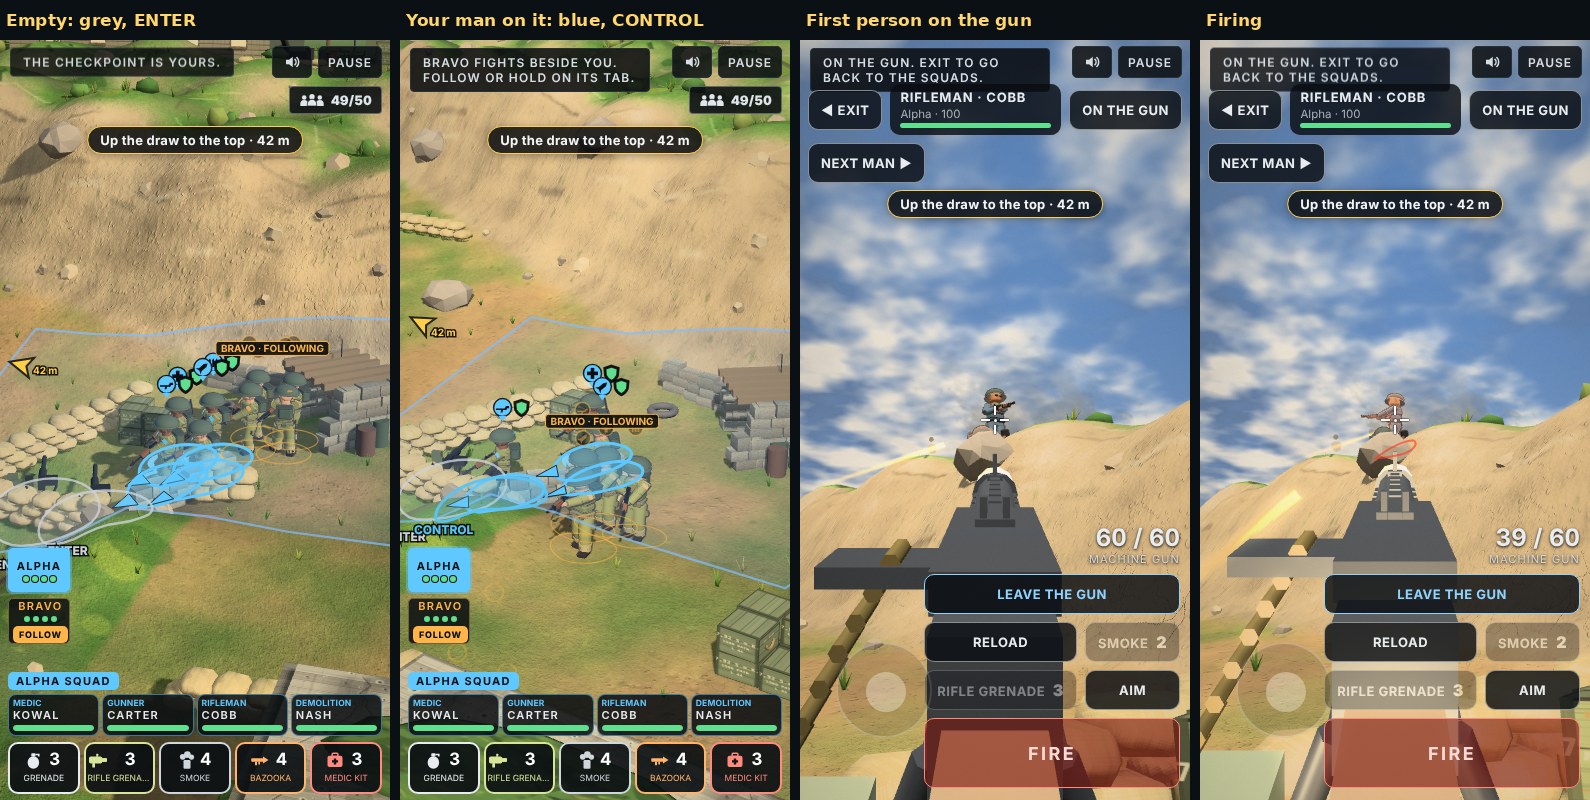 Empty: grey, ENTER
THE CHECKPOINT IS YOURS.
PAUSE
49/50
Up the draw to the top · 42 m
BRAVO · FOLLOWING
42 m
ENTER
ALPHA
BRAVO
FOLLOW
ALPHA SQUAD
MEDIC
KOWAL
GUNNER
CARTER
RIFLEMAN
COBB
DEMOLITION
NASH
3
GRENADE
3
RIFLE GRENA...
4
SMOKE
4
BAZOOKA
3
MEDIC KIT
Your man on it: blue, CONTROL
BRAVO FIGHTS BESIDE YOU.
FOLLOW OR HOLD ON ITS TAB.
PAUSE
49/50
Up the draw to the top · 42 m
42 m
BRAVO · FOLLOWING
CONTROL
NTER
ALPHA
BRAVO
FOLLOW
ALPHA SQUAD
MEDIC
KOWAL
GUNNER
CARTER
RIFLEMAN
COBB
DEMOLITION
NASH
3
GRENADE
3
RIFLE GRENA...
4
SMOKE
4
BAZOOKA
3
MEDIC KIT
First person on the gun
ON THE GUN. EXIT TO GO
BACK TO THE SQUADS.
PAUSE
◀ EXIT
RIFLEMAN · COBB
Alpha · 100
ON THE GUN
NEXT MAN ▶
Up the draw to the top · 42 m
60 / 60
MACHINE GUN
LEAVE THE GUN
RELOAD
SMOKE 2
RIFLE GRENADE 3
AIM
FIRE
Firing
ON THE GUN. EXIT TO GO
BACK TO THE SQUADS.
PAUSE
◀ EXIT
RIFLEMAN · COBB
Alpha · 100
ON THE GUN
NEXT MAN ▶
Up the draw to the top · 42 m
39 / 60
MACHINE GUN
LEAVE THE GUN
RELOAD
SMOKE 2
RIFLE GRENADE 3
AIM
FIRE